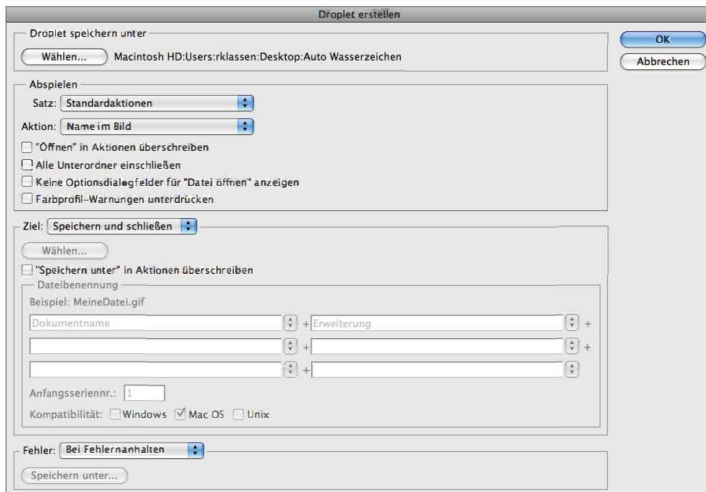 Droplet erstellen
Droplet speichern unter
Wählen... Macintosh HD:Users:rklassen:Desktop:Auto Wasserzeichen
OK
Abbrechen
Abspielen
Satz: Standardaktionen
Aktion: Name im Bild
"Öffnen" in Aktionen überschreiben
Alle Unterordner einschließen
Keine Optionsdialogfelder für "Datei öffnen" anzeigen
Farbprofil-Warnungen unterdrücken
Ziel: Speichern und schließen
Wählen...
"Speichern unter" in Aktionen überschreiben
Dateibenennung
Beispiel: MeineDatei.gif
Dokumentname + Erweiterung +
+ +
+
Anfangsseriennr.: 1
Kompatibilität: Windows Mac OS Unix
Fehler: Bei Fehlern anhalten
Speichern unter...